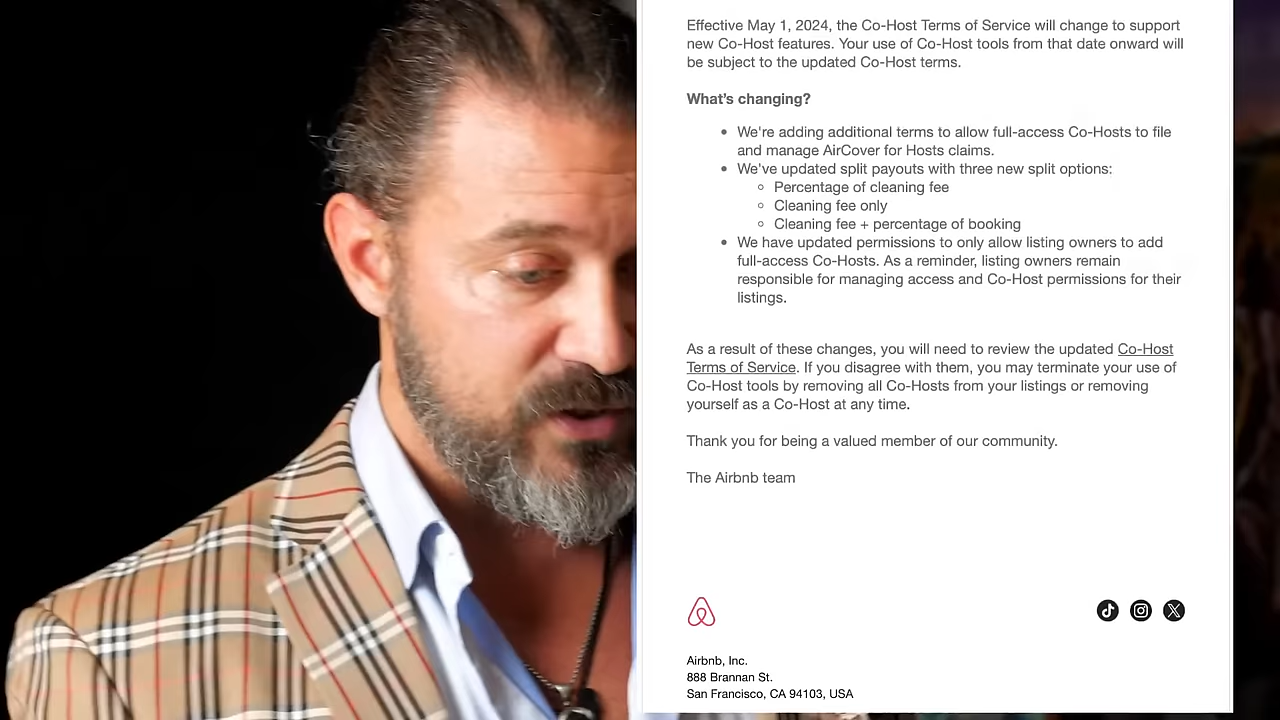 Effective May 1, 2024, the Co-Host Terms of Service will change to support
new Co-Host features. Your use of Co-Host tools from that date onward will
be subject to the updated Co-Host terms.
What's changing?
• We're adding additional terms to allow full-access Co-Hosts to file
and manage AirCover for Hosts claims.
• We've updated split payouts with three new split options:
◦ Percentage of cleaning fee
◦ Cleaning fee only
◦ Cleaning fee + percentage of booking
• We have updated permissions to only allow listing owners to add
full-access Co-Hosts. As a reminder, listing owners remain
responsible for managing access and Co-Host permissions for their
listings.
As a result of these changes, you will need to review the updated Co-Host
Terms of Service. If you disagree with them, you may terminate your use of
Co-Host tools by removing all Co-Hosts from your listings or removing
yourself as a Co-Host at any time.
Thank you for being a valued member of our community.
The Airbnb team
Airbnb, Inc.
888 Brannan St.
San Francisco, CA 94103, USA